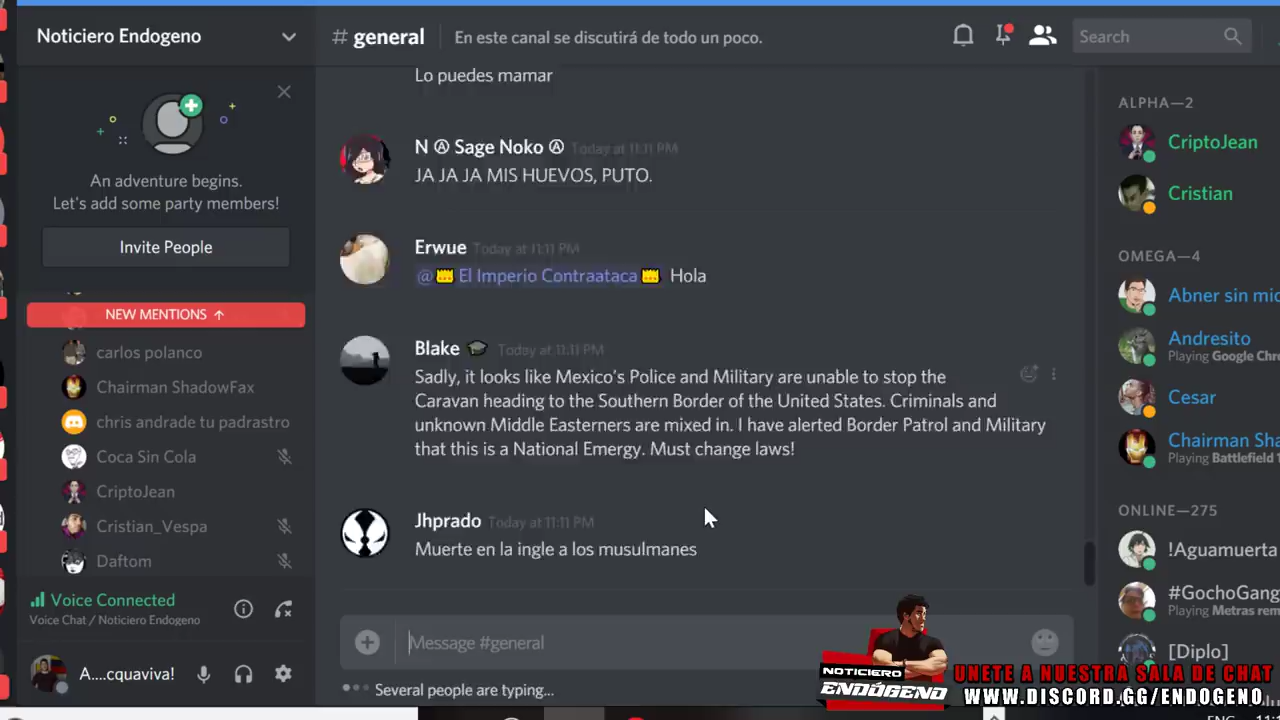 Noticiero Endogeno
# general
En este canal se discutirá de todo un poco.
Search
An adventure begins.
Let's add some party members!
Invite People
NEW MENTIONS ↑
carlos polanco
Chairman ShadowFax
chris andrade tu padrastro
Coca Sin Cola
CriptoJean
Cristian_Vespa
Daftom
Voice Connected
Voice Chat / Noticiero Endogeno
A....cquaviva!
Lo puedes mamar
N Ⓐ Sage Noko Ⓐ Today at 11:11 PM
JA JA JA MIS HUEVOS, PUTO.
Erwue Today at 11:11 PM
@👑 El Imperio Contraataca 👑 Hola
Blake 🎓 Today at 11:11 PM
Sadly, it looks like Mexico's Police and Military are unable to stop the
Caravan heading to the Southern Border of the United States. Criminals and
unknown Middle Easterners are mixed in. I have alerted Border Patrol and Military
that this is a National Emergy. Must change laws!
Jhprado Today at 11:11 PM
Muerte en la ingle a los musulmanes
Message #general
Several people are typing...
ALPHA—2
CriptoJean
Cristian
OMEGA—4
Abner sin mic
Andresito
Playing Google Chr
Cesar
Chairman Sha
Playing Battlefield 1
ONLINE—275
!Aguamuerta
#GochoGang
Playing Metras rem
[Diplo]
NOTICIERO
ENDÓGENO
UNETE A NUESTRA SALA DE CHAT
WWW.DISCORD.GG/ENDOGENO